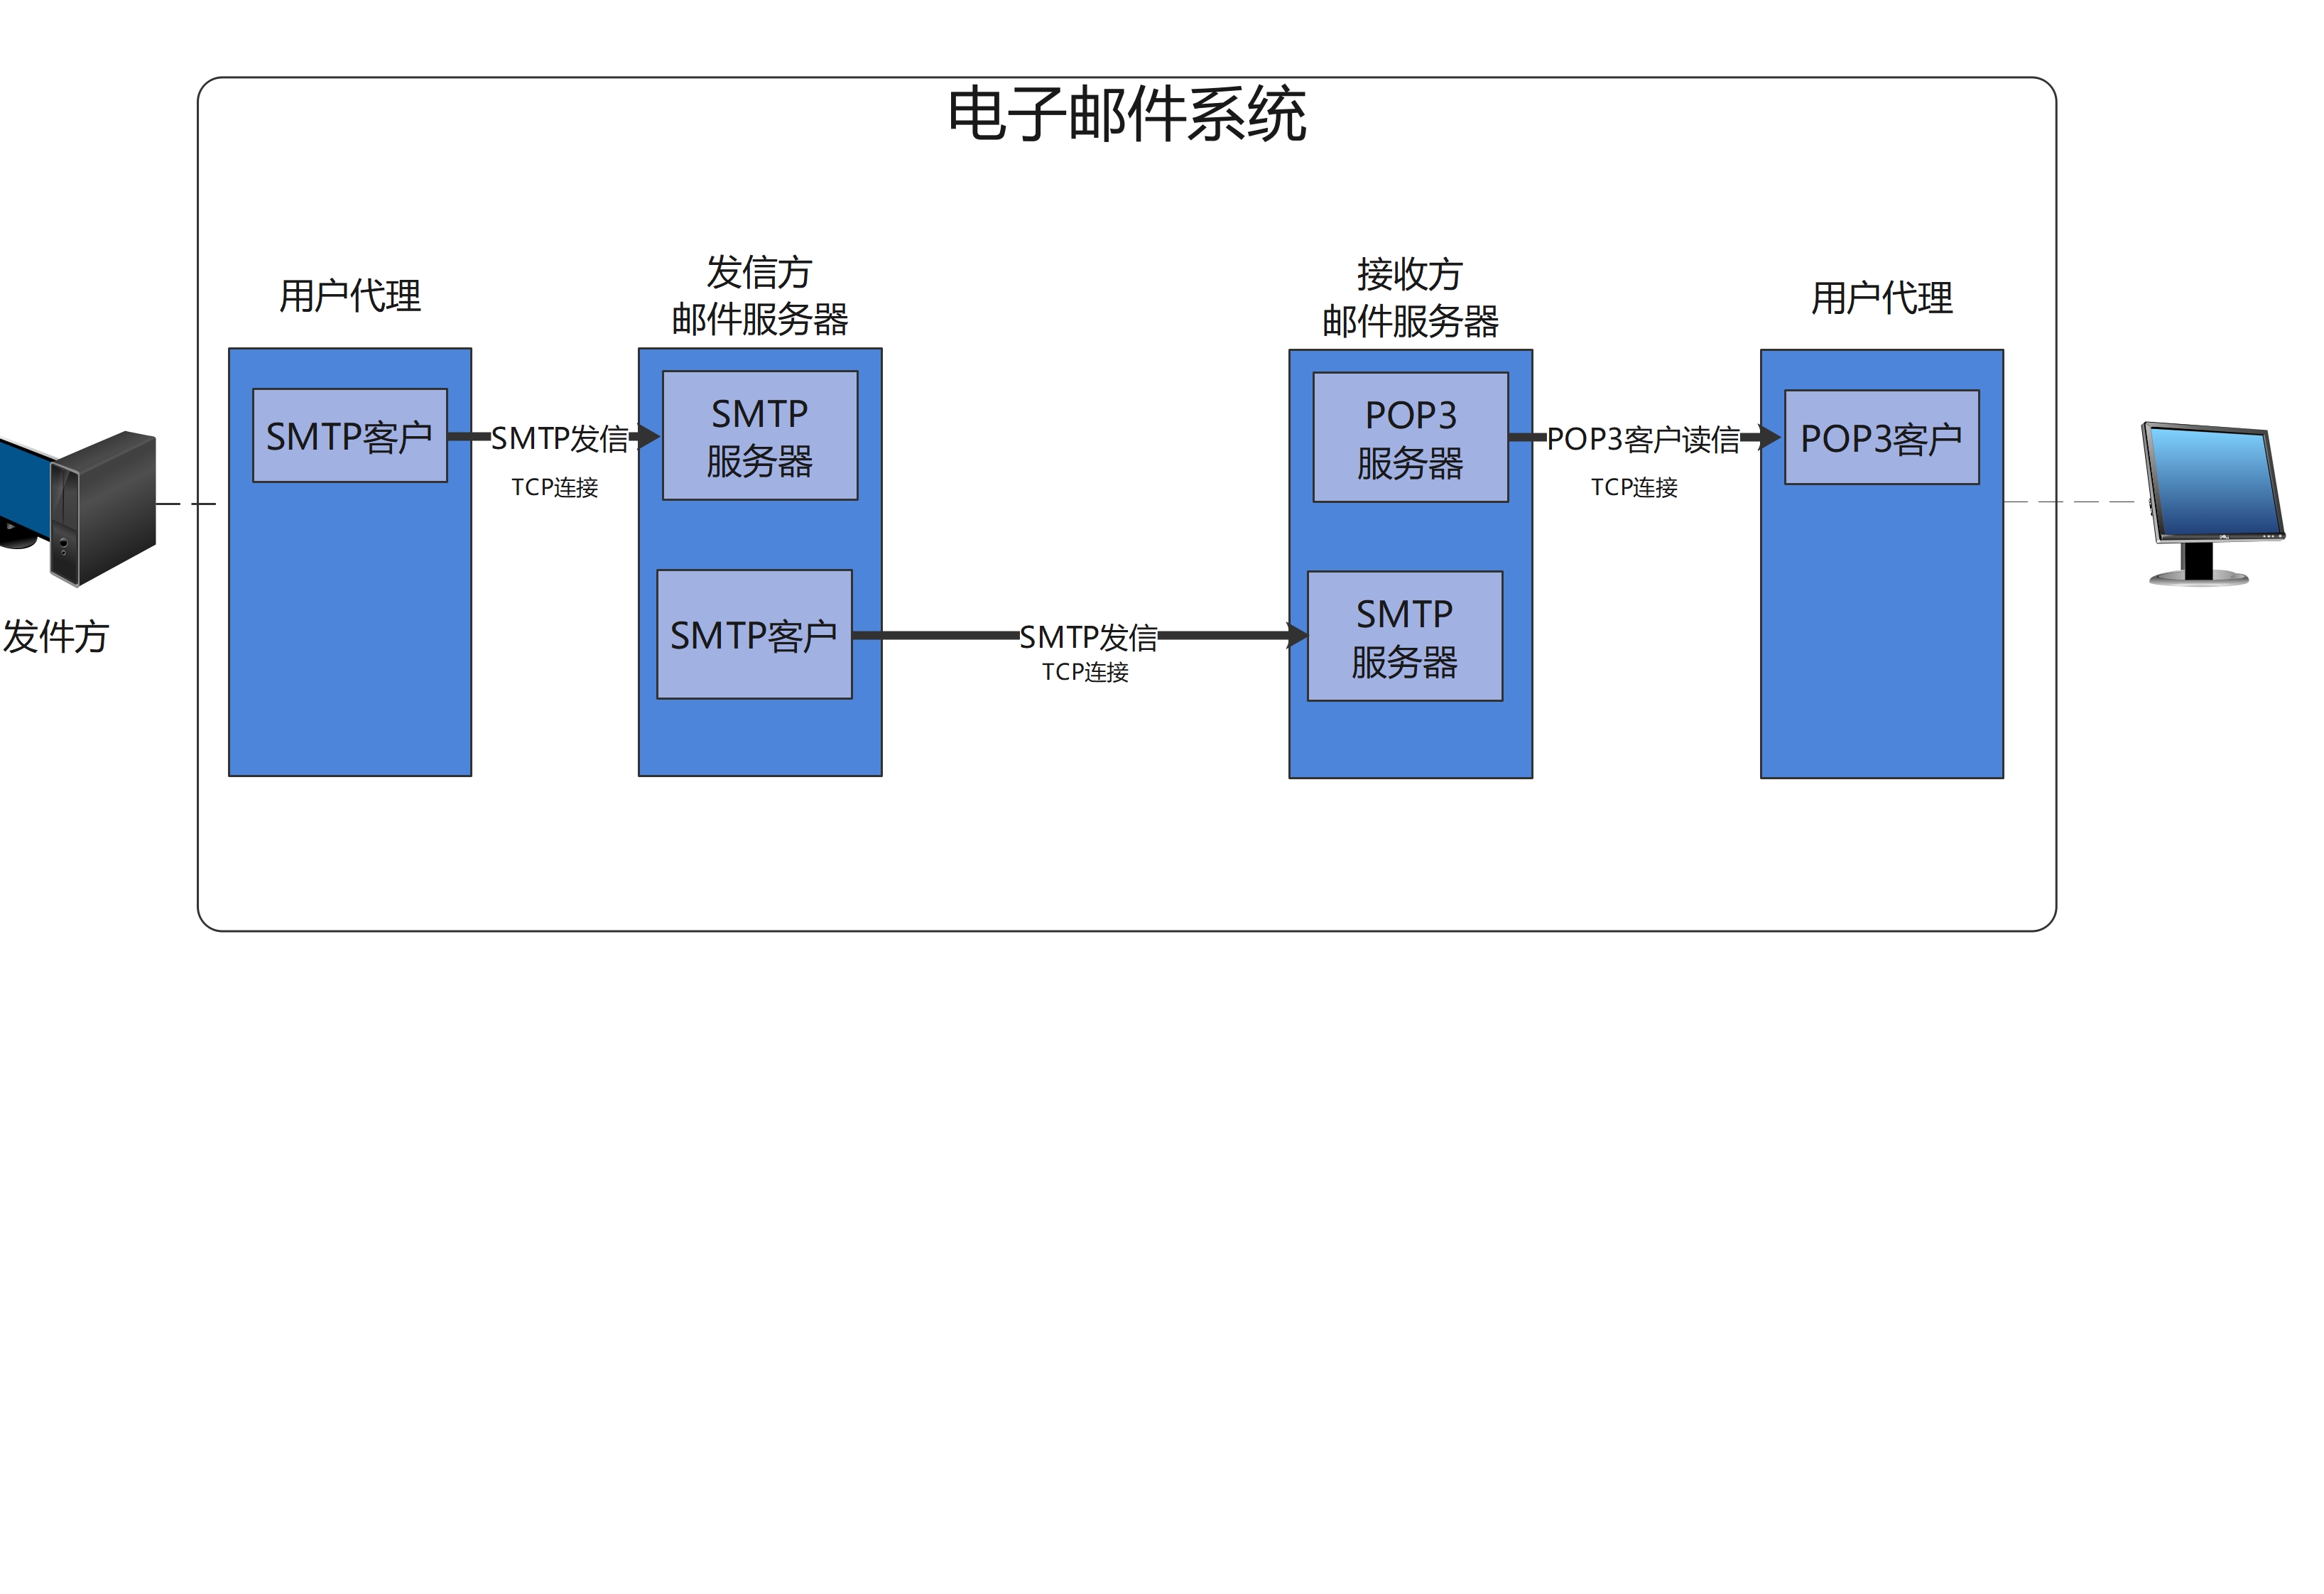 电子邮件系统
用户代理
发信方
邮件服务器
接收方
邮件服务器
用户代理
SMTP客户
SMTP发信
TCP连接
SMTP
服务器
POP3
服务器
POP3客户读信
TCP连接
POP3客户
SMTP客户
SMTP发信
TCP连接
SMTP
服务器
发件方